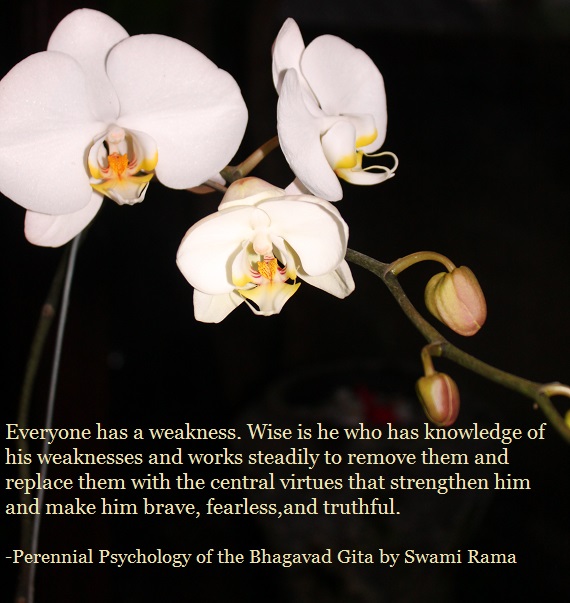 Everyone has a weakness. Wise is he who has knowledge of
his weaknesses and works steadily to remove them and
replace them with the central virtues that strengthen him
and make him brave, fearless,and truthful.
-Perennial Psychology of the Bhagavad Gita by Swami Rama